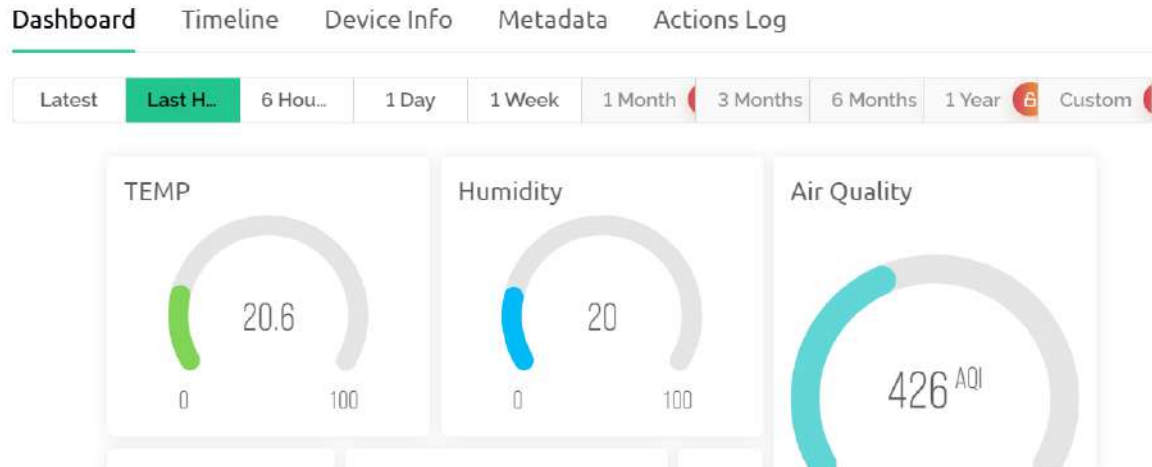 Dashboard Timeline Device Info Metadata Actions Log
Latest Last H... 6 Hou... 1 Day 1 Week 1 Month 3 Months 6 Months 1 Year Custom
TEMP Humidity Air Quality
20.6 20 426 AQI
0 100 0 100